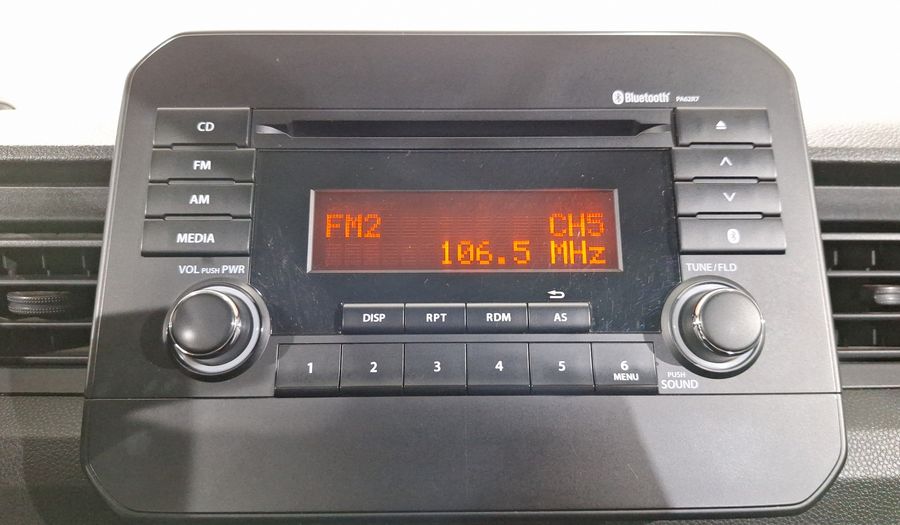 Bluetooth PA62R7
CD
FM
AM
MEDIA
FM2 CH5
106.5 MHz
VOL PUSH PWR
TUNE/FLD
DISP RPT RDM AS
1 2 3 4 5 6
MENU
PUSH
SOUND